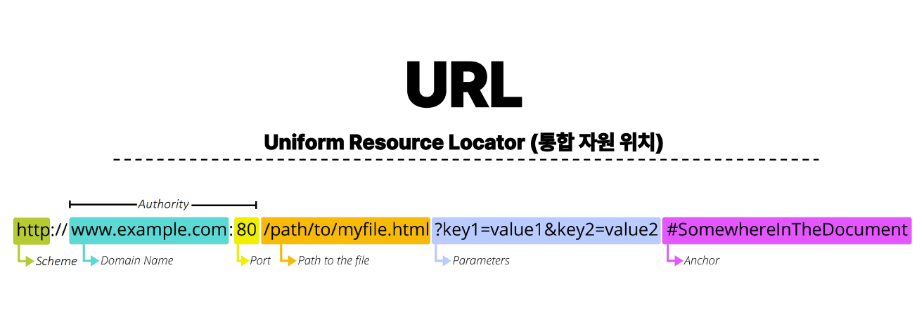 URL
Uniform Resource Locator (통합 자원 위치)
Authority
http://www.example.com:80/path/to/myfile.html?key1=value1&key2=value2#SomewhereInTheDocument
Scheme Domain Name Port Path to the file Parameters Anchor